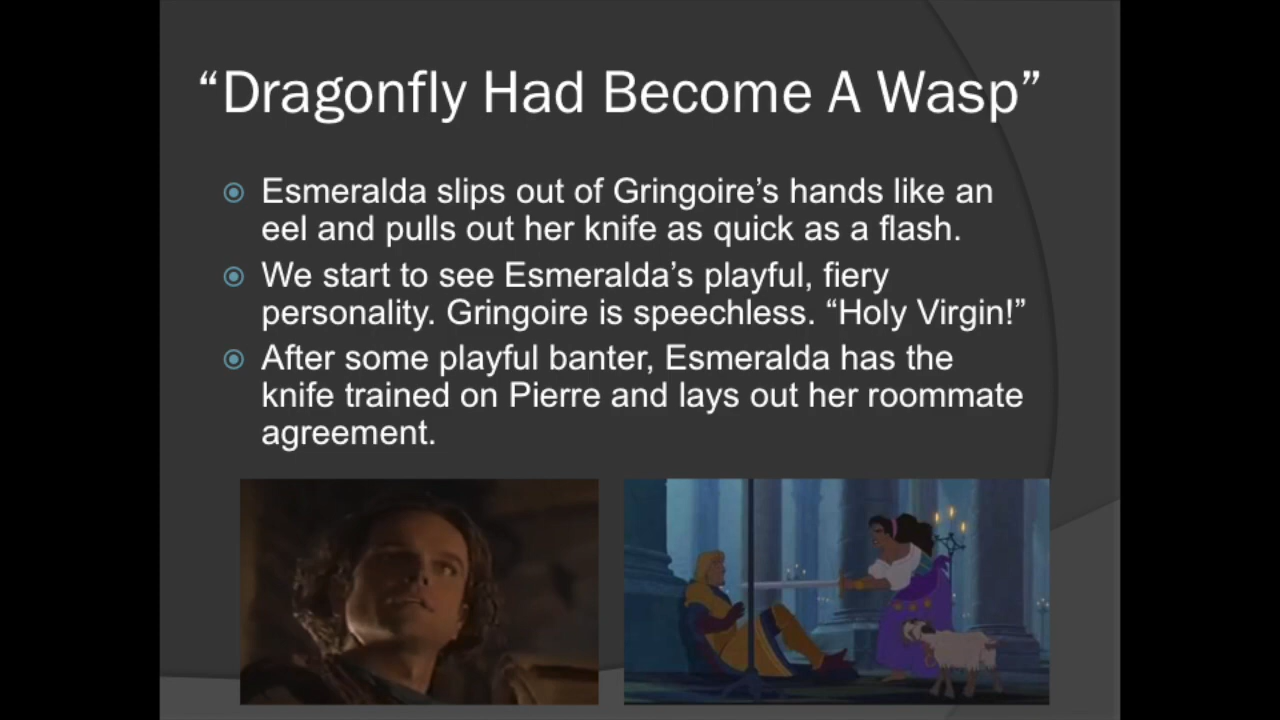 “Dragonfly Had Become A Wasp”
Esmeralda slips out of Gringoire’s hands like an
eel and pulls out her knife as quick as a flash.
We start to see Esmeralda’s playful, fiery
personality. Gringoire is speechless. “Holy Virgin!”
After some playful banter, Esmeralda has the
knife trained on Pierre and lays out her roommate
agreement.